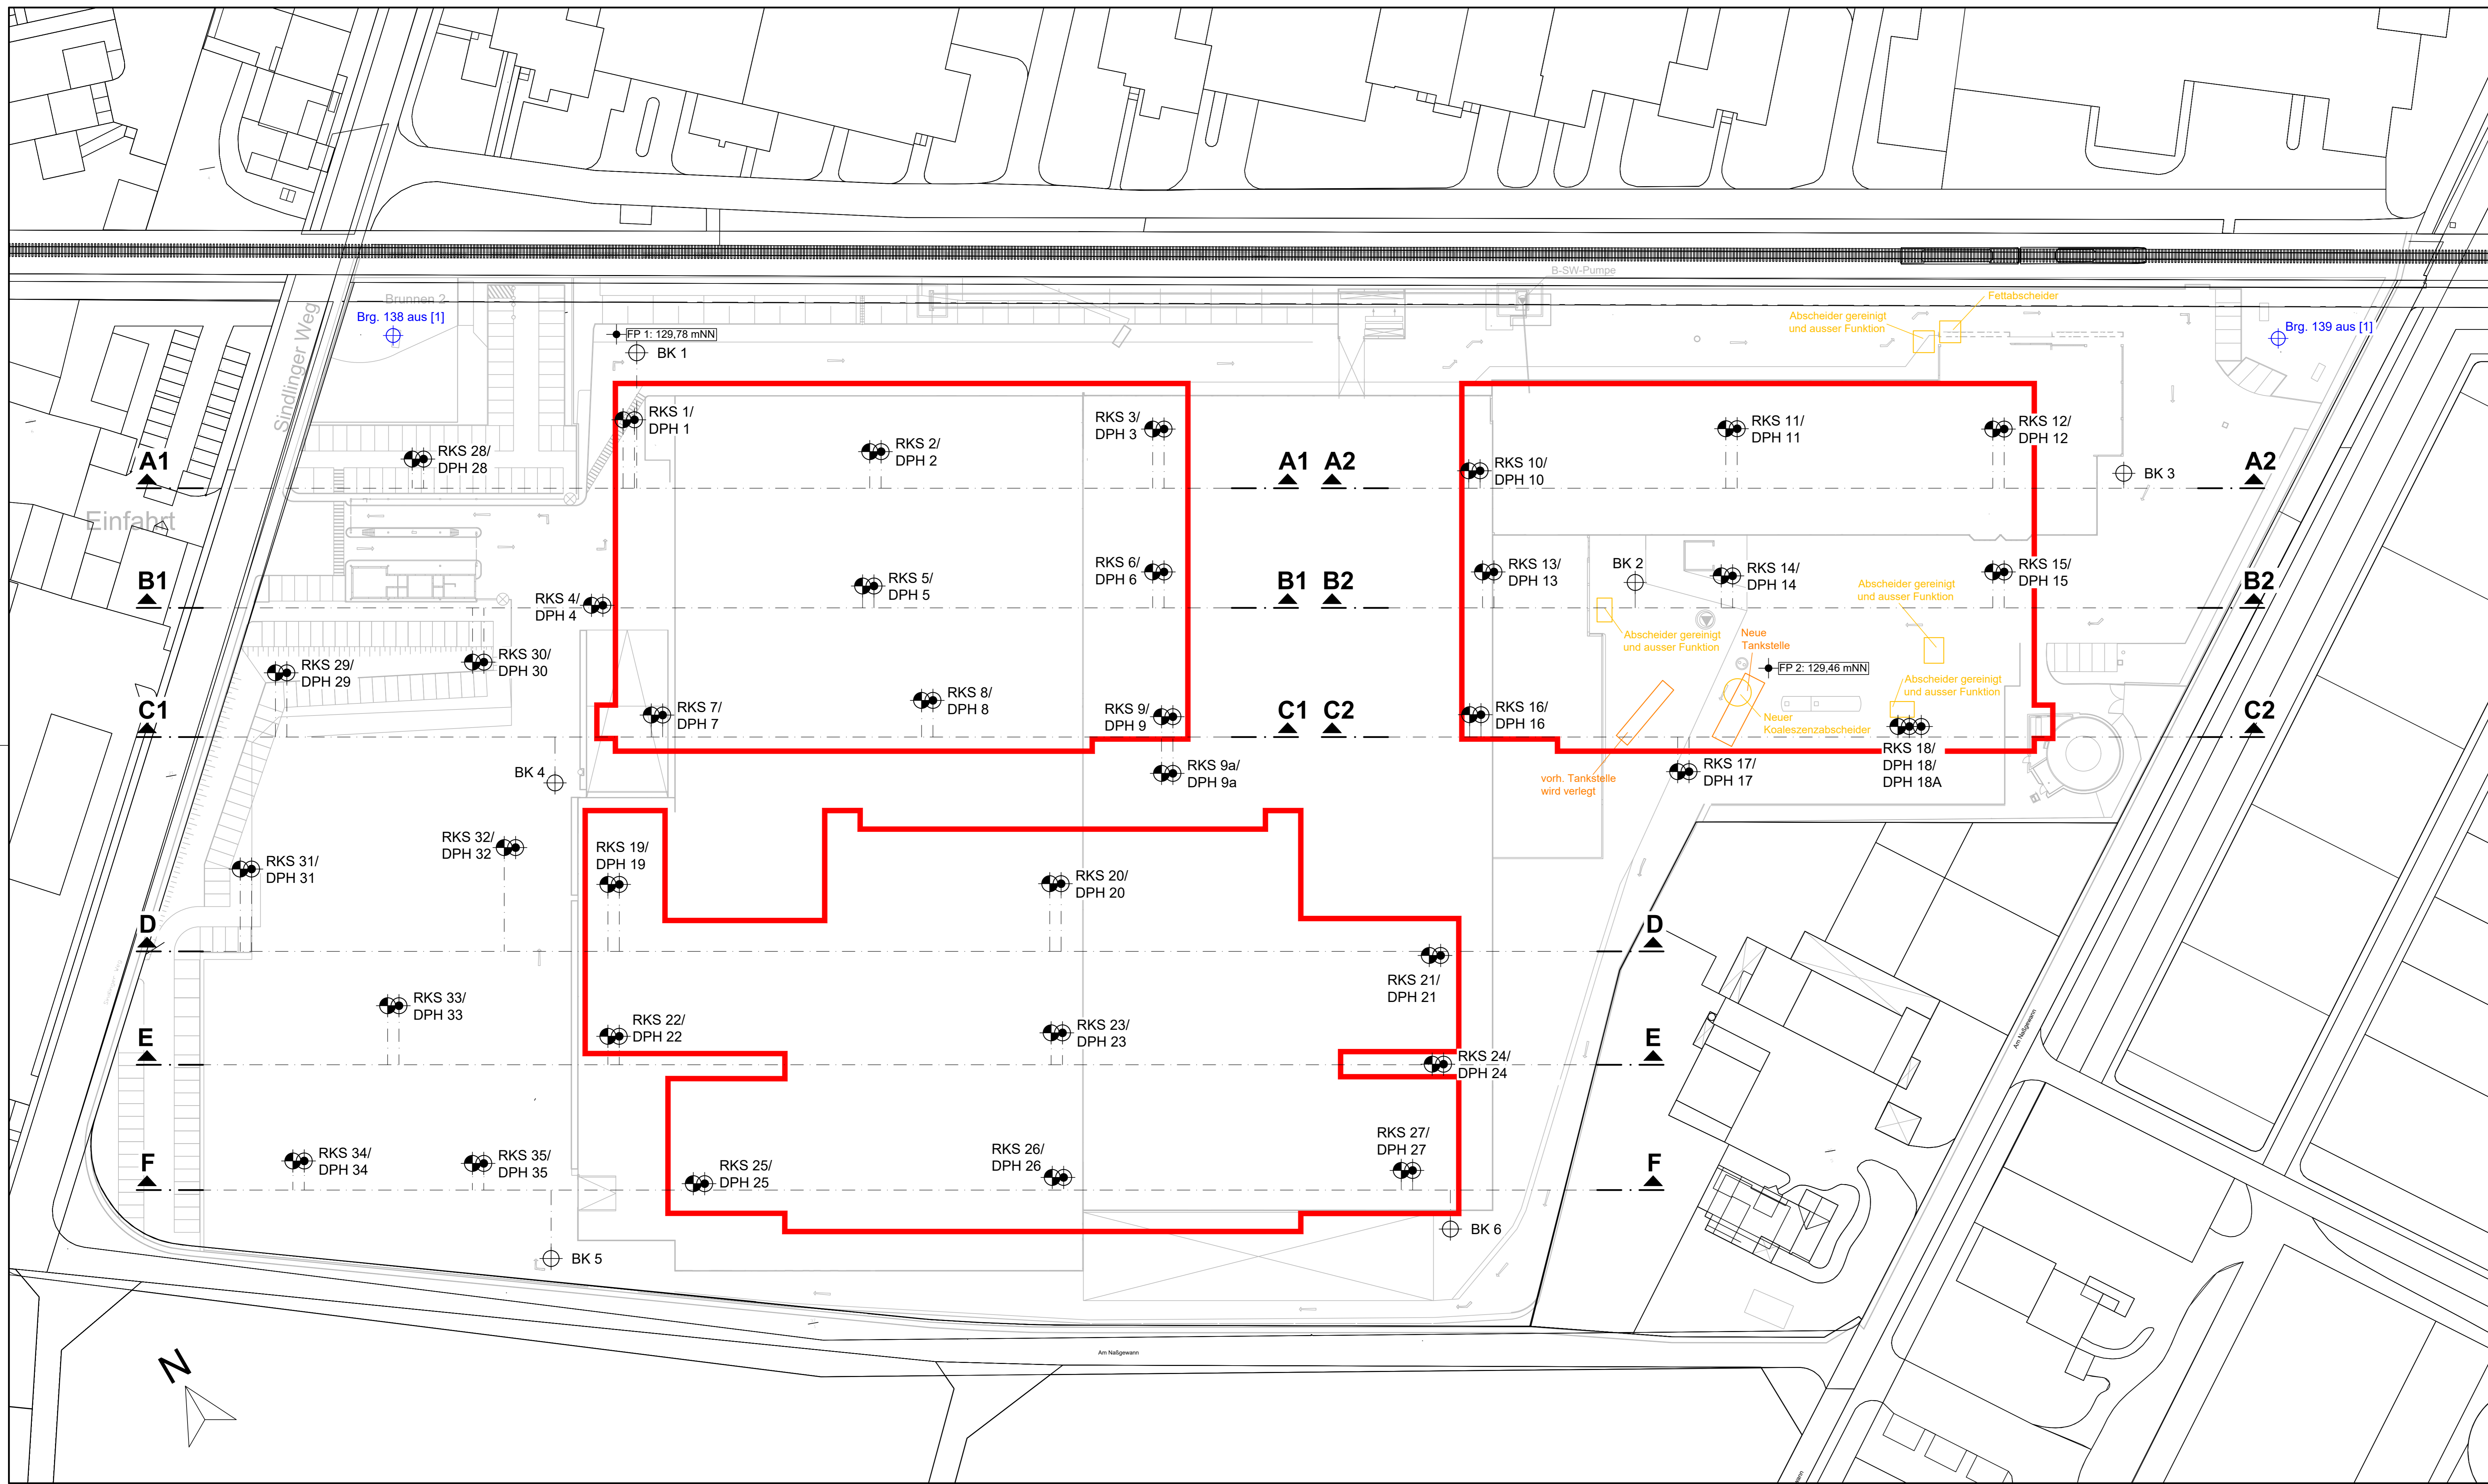 B-SW-Pumpe
Fettabscheider
Brunnen 2
Brg. 138 aus [1]
Abscheider gereinigt
und ausser Funktion
Brg. 139 aus [1]
FP 1: 129,78 mNN
BK 1
Sindlinger Weg
RKS 1/
DPH 1
RKS 2/
DPH 2
RKS 3/
DPH 3
RKS 11/
DPH 11
RKS 12/
DPH 12
RKS 28/
DPH 28
RKS 10/
DPH 10
BK 3
A1
A1
A2
A2
Einfahrt
RKS 4/
DPH 4
RKS 5/
DPH 5
RKS 6/
DPH 6
RKS 13/
DPH 13
BK 2
RKS 14/
DPH 14
RKS 15/
DPH 15
Abscheider gereinigt
und ausser Funktion
B1
B1
B2
B2
Abscheider gereinigt
und ausser Funktion
Neue
Tankstelle
FP 2: 129,46 mNN
RKS 29/
DPH 29
RKS 30/
DPH 30
Abscheider gereinigt
und ausser Funktion
RKS 7/
DPH 7
RKS 8/
DPH 8
RKS 9/
DPH 9
RKS 16/
DPH 16
Neuer
Koaleszenzabscheider
C1
C1
C2
C2
BK 4
RKS 9a/
DPH 9a
vorh. Tankstelle
wird verlegt
RKS 17/
DPH 17
RKS 18/
DPH 18/
DPH 18A
RKS 31/
DPH 31
RKS 32/
DPH 32
RKS 19/
DPH 19
RKS 20/
DPH 20
D
D
RKS 21/
DPH 21
RKS 33/
DPH 33
RKS 22/
DPH 22
RKS 23/
DPH 23
Am Naßgewann
E
E
RKS 24/
DPH 24
RKS 34/
DPH 34
RKS 35/
DPH 35
RKS 25/
DPH 25
RKS 26/
DPH 26
RKS 27/
DPH 27
F
F
BK 5
BK 6
Am Naßgewann
N